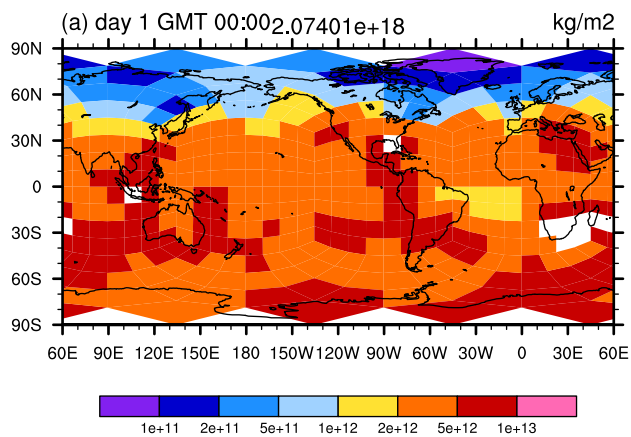 (a) day 1 GMT 00:00 2.07401e+18 kg/m2
90N
60N
30N
0
30S
60S
90S
60E 90E 120E 150E 180 150W 120W 90W 60W 30W 0 30E 60E
1e+11 2e+11 5e+11 1e+12 2e+12 5e+12 1e+13